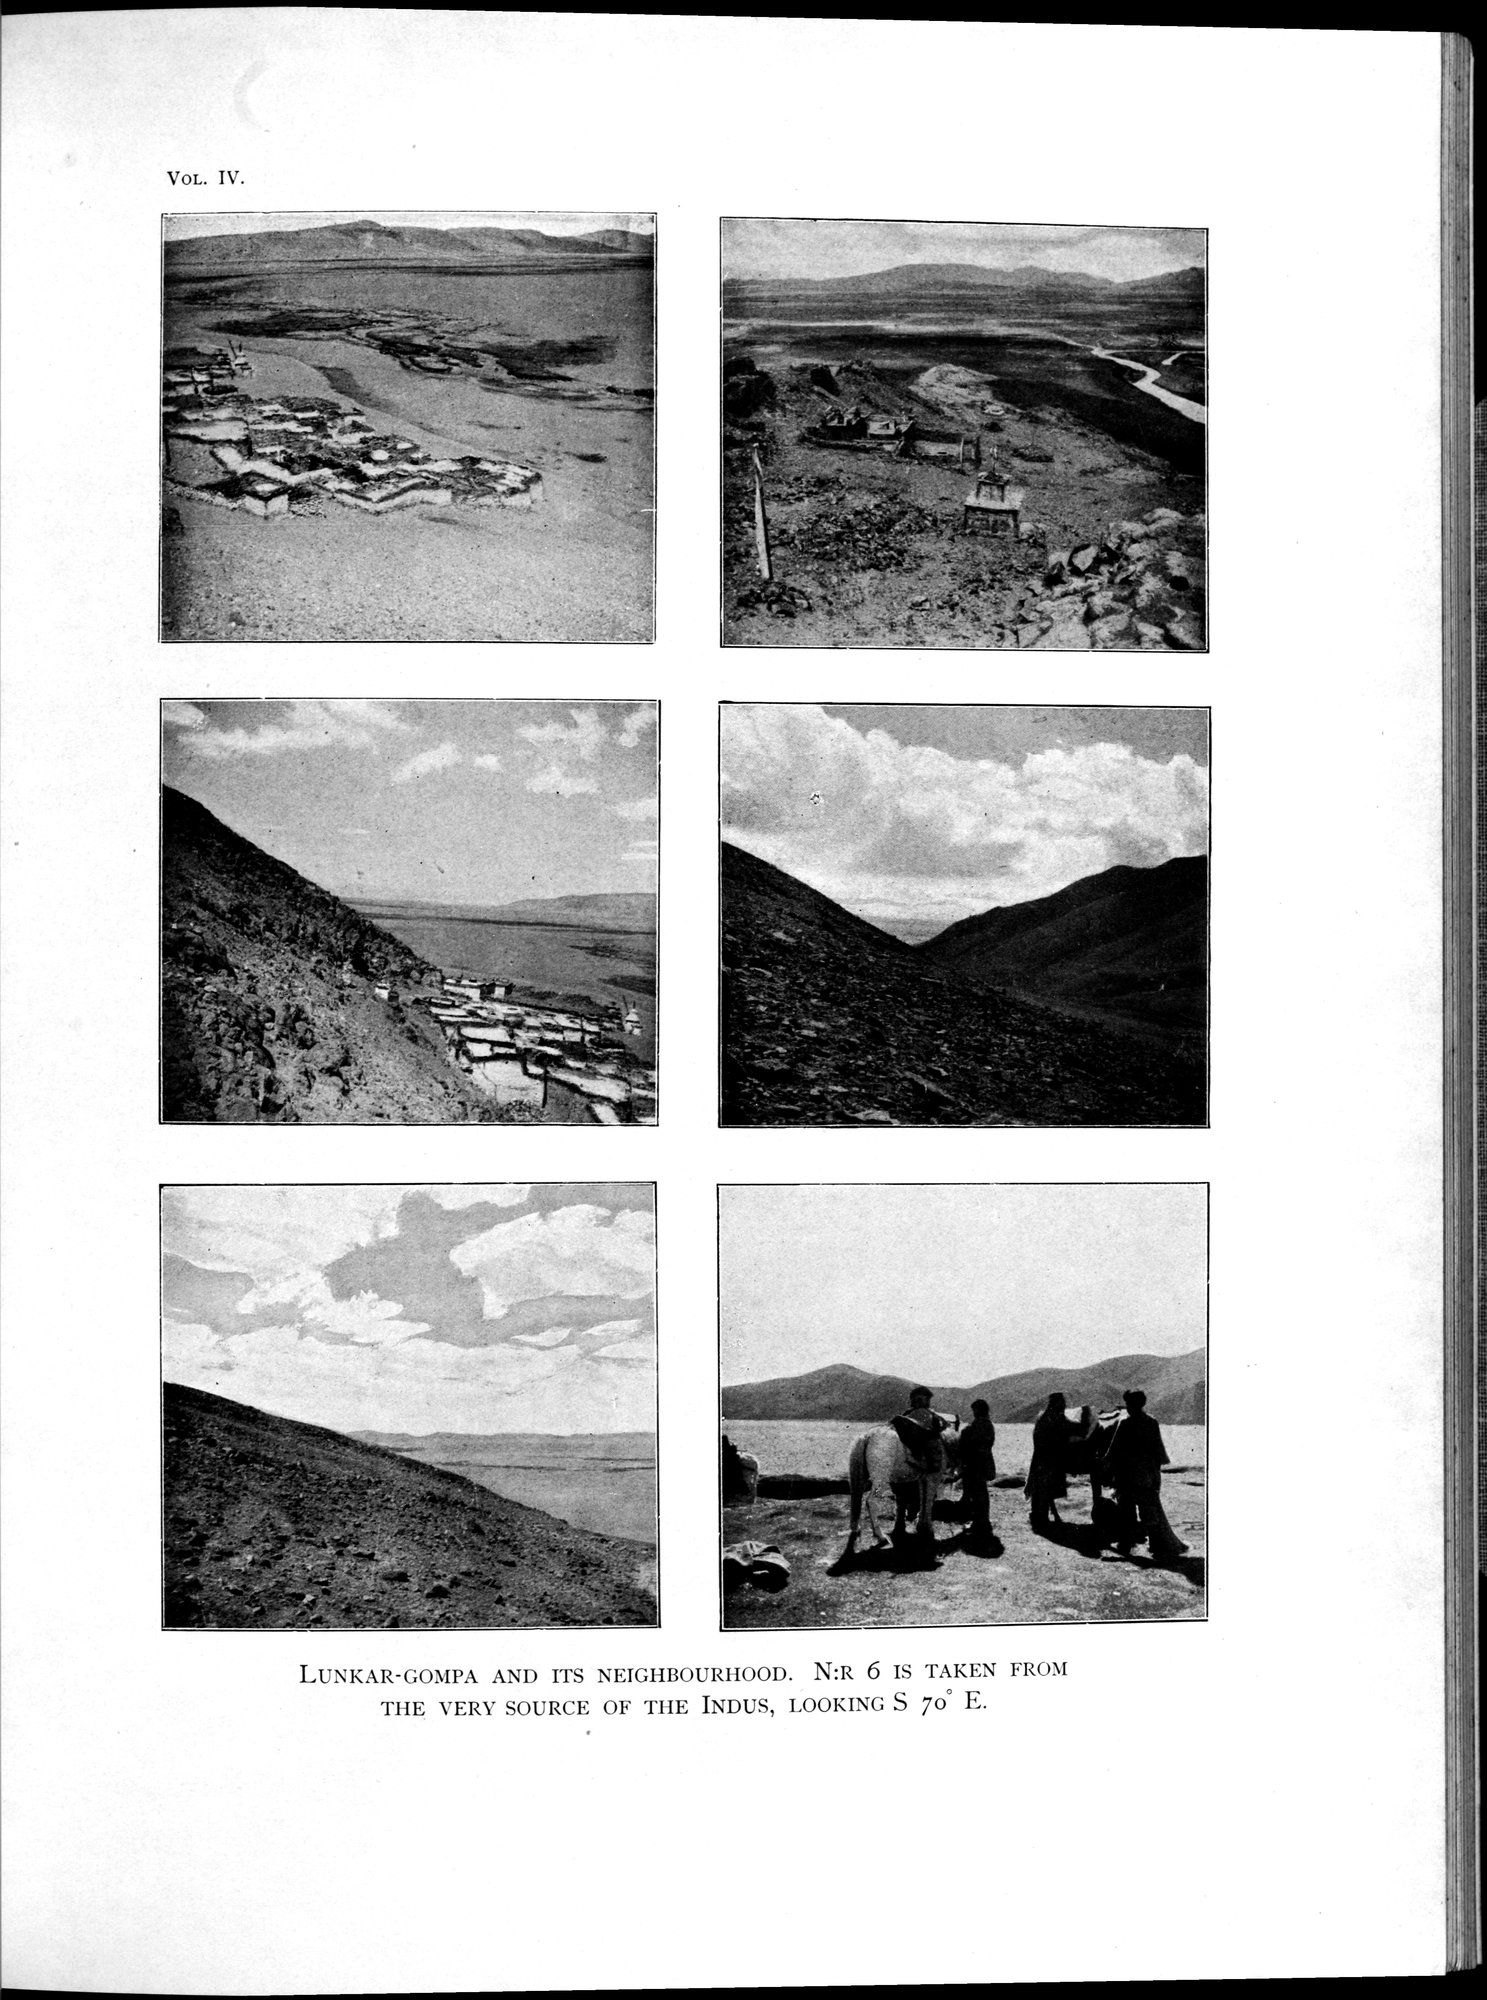 Vol. IV.
Lunkar-gompa and its neighbourhood. N:r 6 is taken from
the very source of the Indus, looking S 70° E.